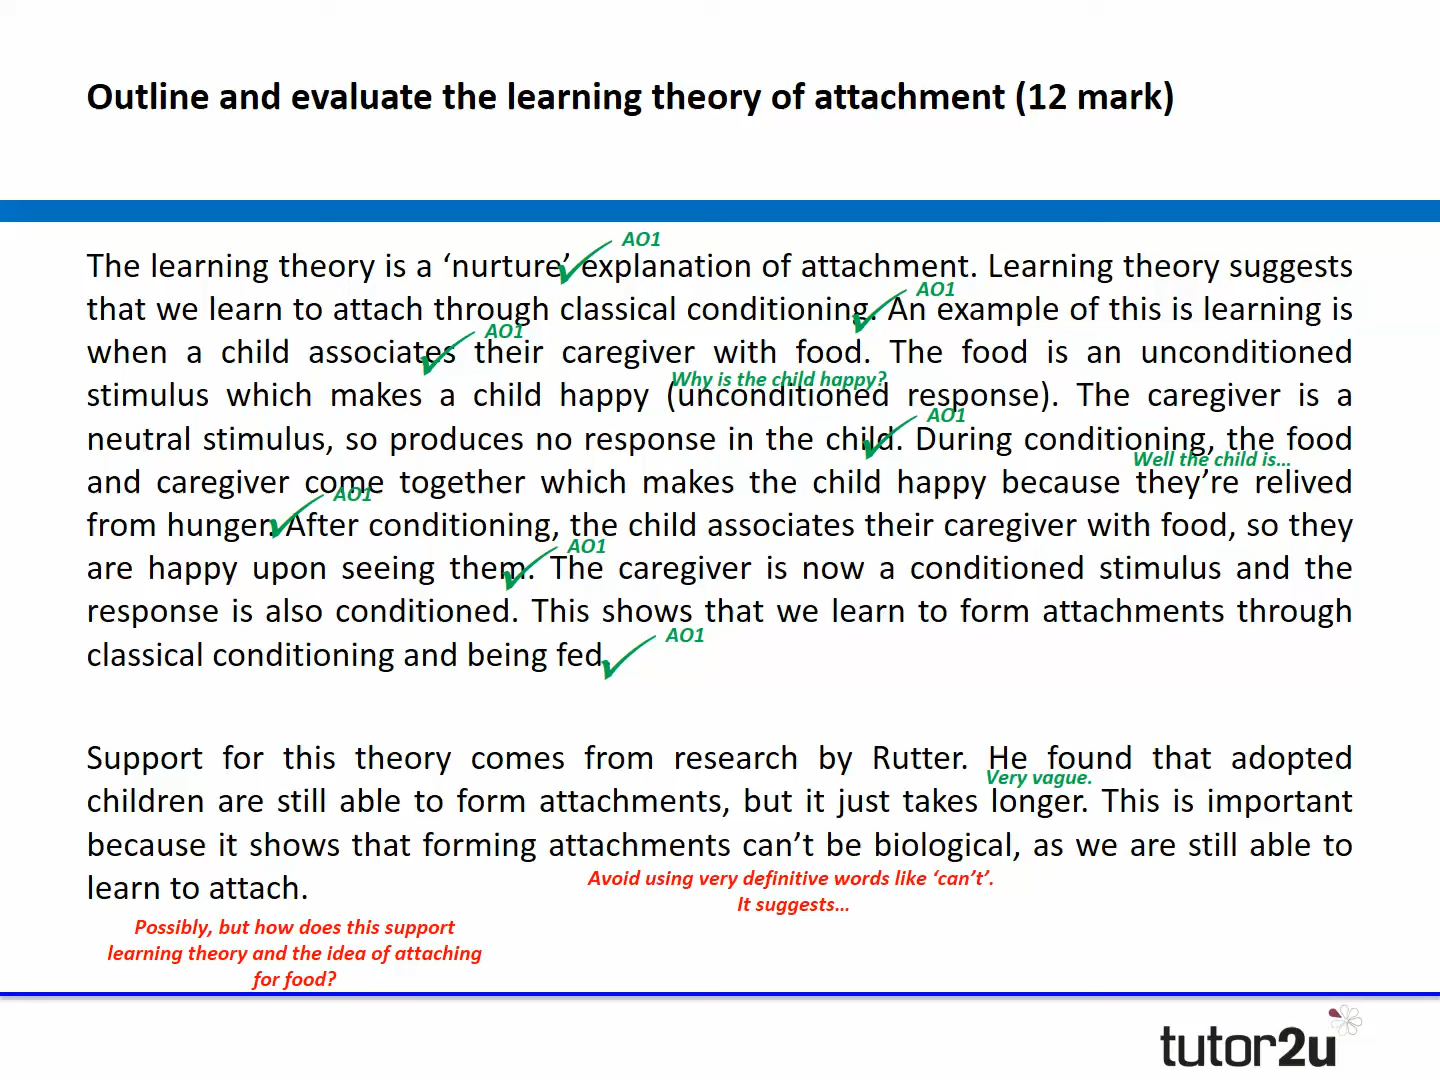 Outline and evaluate the learning theory of attachment (12 mark)
AO1
The learning theory is a ‘nurture’ explanation of attachment. Learning theory suggests
AO1
that we learn to attach through classical conditioning. An example of this is learning is
AO1
when a child associates their caregiver with food. The food is an unconditioned
Why is the child happy?
stimulus which makes a child happy (unconditioned response). The caregiver is a
AO1
neutral stimulus, so produces no response in the child. During conditioning, the food
Well the child is...
and caregiver come together which makes the child happy because they’re relived
AO1
from hunger. After conditioning, the child associates their caregiver with food, so they
AO1
are happy upon seeing them. The caregiver is now a conditioned stimulus and the
response is also conditioned. This shows that we learn to form attachments through
AO1
classical conditioning and being fed.
Support for this theory comes from research by Rutter. He found that adopted
Very vague.
children are still able to form attachments, but it just takes longer. This is important
because it shows that forming attachments can’t be biological, as we are still able to
learn to attach.
Avoid using very definitive words like ‘can’t’.
It suggests...
Possibly, but how does this support
learning theory and the idea of attaching
for food?
tutor2u